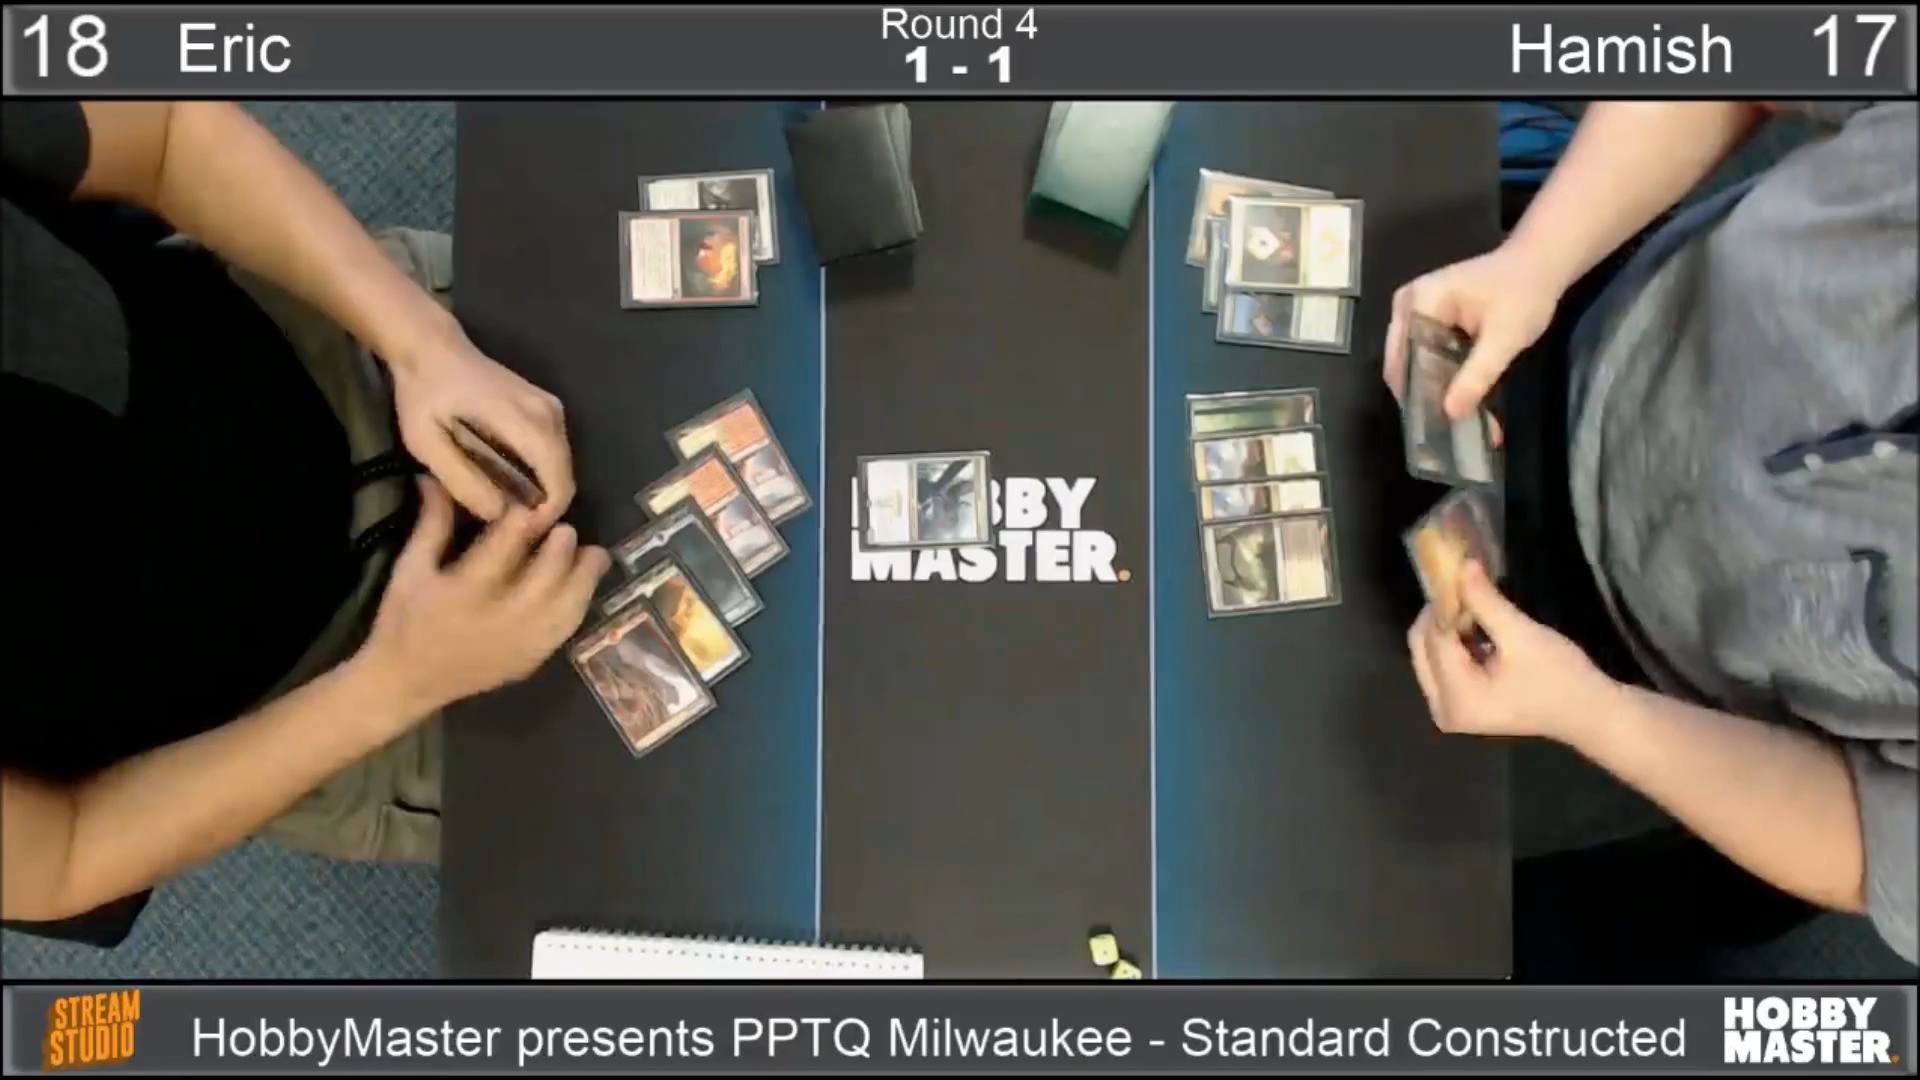 18 Eric
Round 4
1 - 1
Hamish 17
HOBBY
MASTER.
STREAM
STUDIO
HobbyMaster presents PPTQ Milwaukee - Standard Constructed
HOBBY
MASTER.